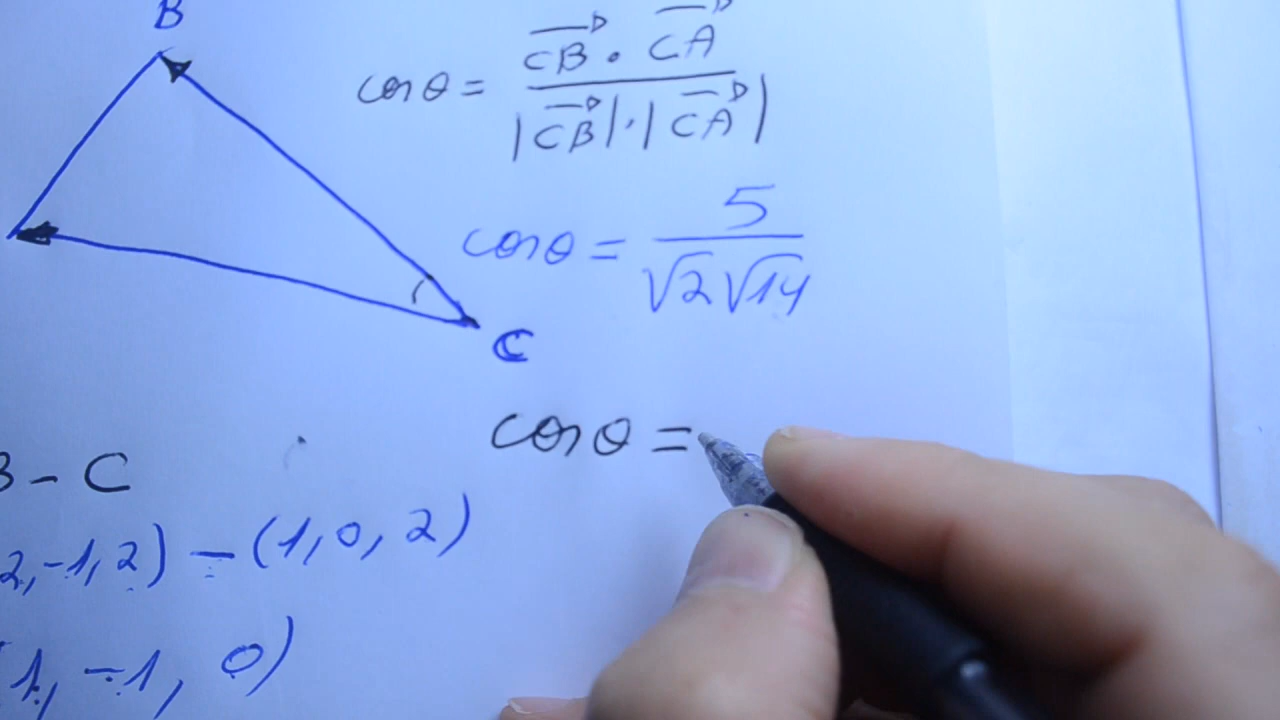 B
cos θ = CB · CA / |CB| · |CA|
cos θ = 5 / √2 √14
C
cos θ =
B - C
2, -1, 2) - (1, 0, 2)
(1, -1, 0)